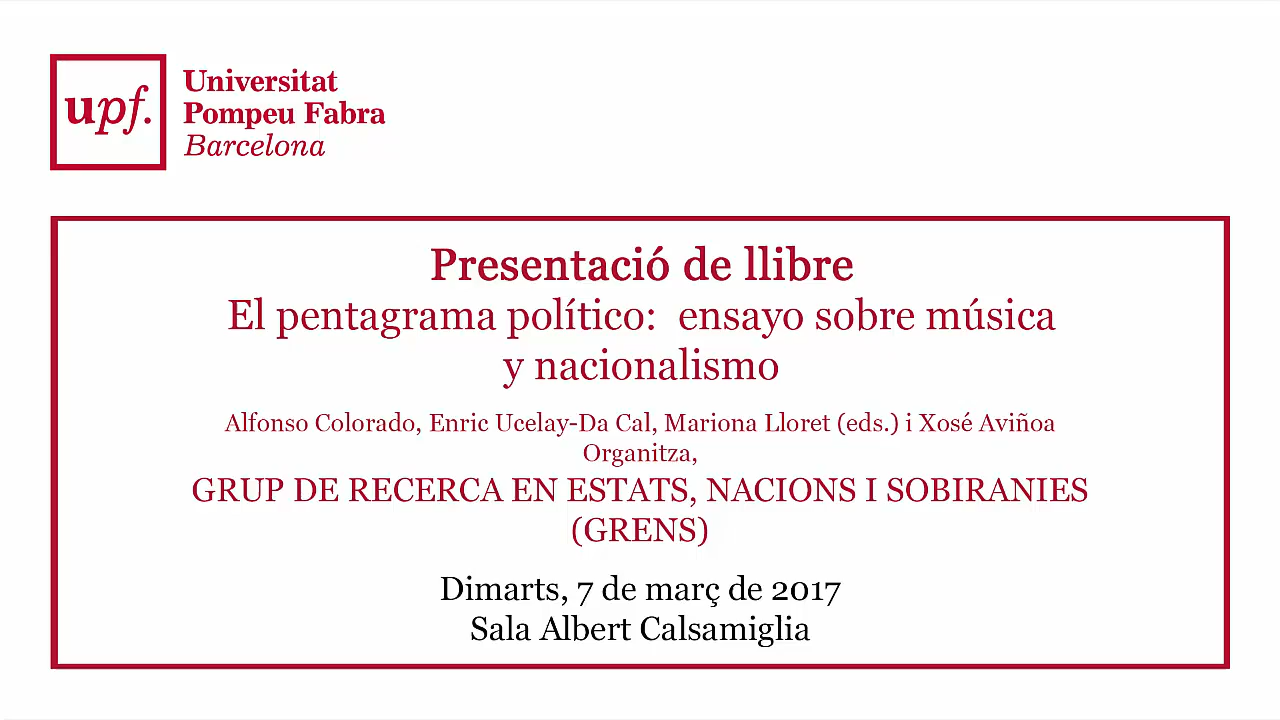 upf.
Universitat
Pompeu Fabra
Barcelona
Presentació de llibre
El pentagrama político:  ensayo sobre música
y nacionalismo
Alfonso Colorado, Enric Ucelay-Da Cal, Mariona Lloret (eds.) i Xosé Aviñoa
Organitza,
GRUP DE RECERCA EN ESTATS, NACIONS I SOBIRANIES
(GRENS)
Dimarts, 7 de març de 2017
Sala Albert Calsamiglia